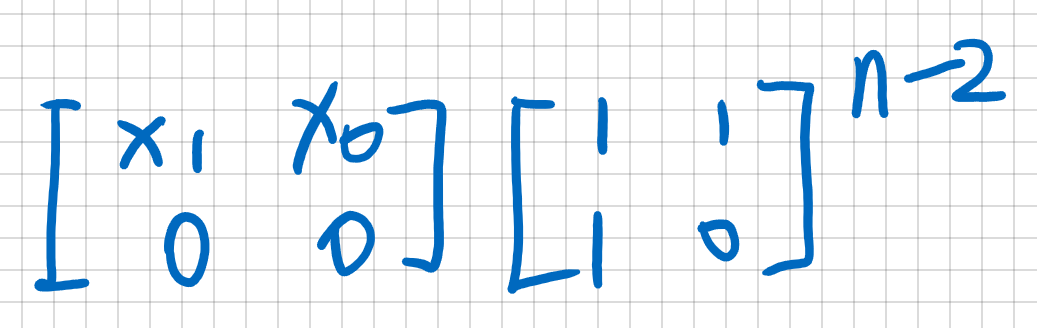 [x₁ x₀] [1 1]ⁿ⁻²
[0 0] [1 0]